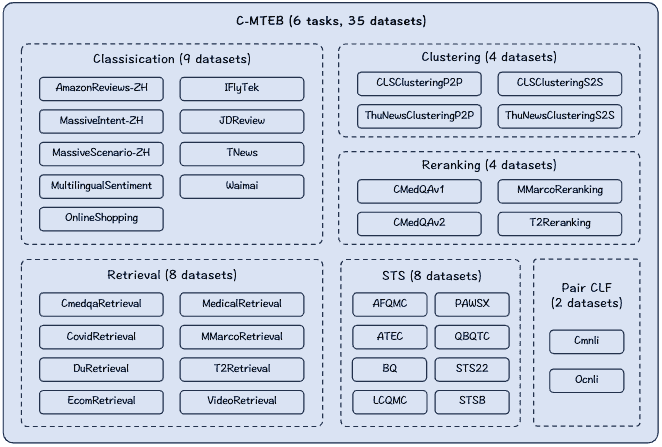 C-MTEB (6 tasks, 35 datasets)
Classisication (9 datasets)
AmazonReviews-ZH
IFlyTek
MassiveIntent-ZH
JDReview
MassiveScenario-ZH
TNews
MultilingualSentiment
Waimai
OnlineShopping
Clustering (4 datasets)
CLSClusteringP2P
CLSClusteringS2S
ThuNewsClusteringP2P
ThuNewsClusteringS2S
Reranking (4 datasets)
CMedQAv1
MMarcoReranking
CMedQAv2
T2Reranking
Retrieval (8 datasets)
CmedqaRetrieval
MedicalRetrieval
CovidRetrieval
MMarcoRetrieval
DuRetrieval
T2Retrieval
EcomRetrieval
VideoRetrieval
STS (8 datasets)
AFQMC
PAWSX
ATEC
QBQTC
BQ
STS22
LCQMC
STSB
Pair CLF
(2 datasets)
Cmnli
Ocnli